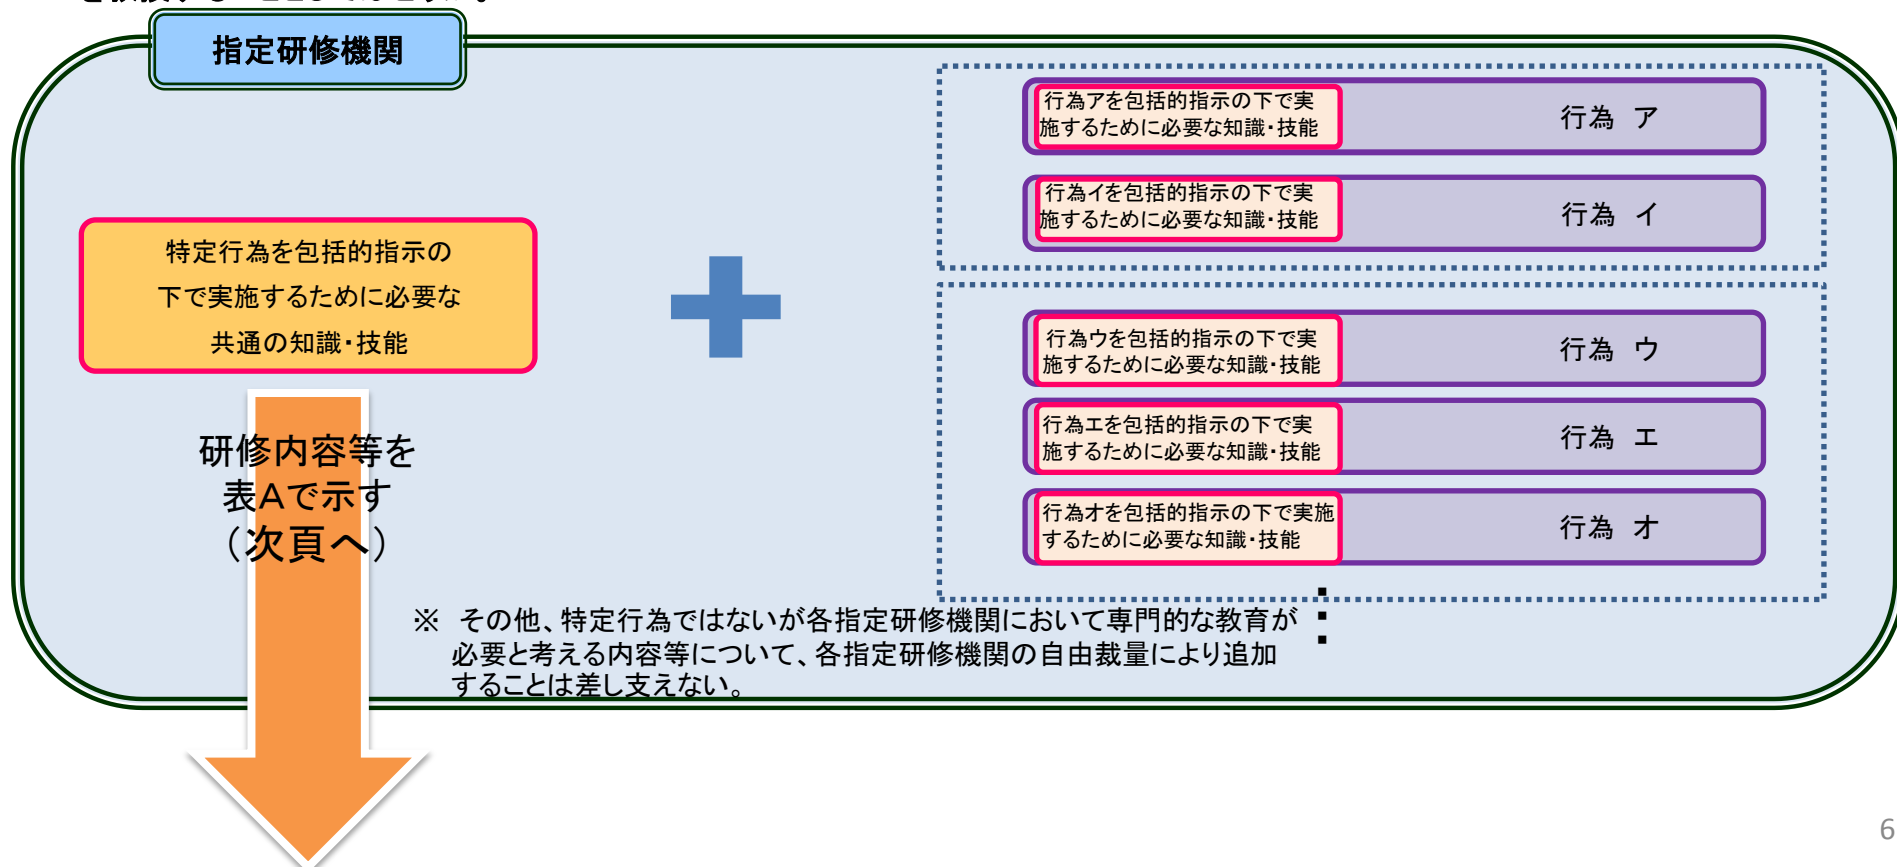 指定研修機関
行為アを包括的指示の下で実
施するために必要な知識・技能
行為　ア
行為イを包括的指示の下で実
施するために必要な知識・技能
行為　イ
特定行為を包括的指示の
下で実施するために必要な
共通の知識・技能
行為ウを包括的指示の下で実
施するために必要な知識・技能
行為　ウ
行為エを包括的指示の下で実
施するために必要な知識・技能
行為　エ
行為オを包括的指示の下で実施
するために必要な知識・技能
行為　オ
研修内容等を
表Aで示す
（次頁へ）
※　その他、特定行為ではないが各指定研修機関において専門的な教育が
必要と考える内容等について、各指定研修機関の自由裁量により追加
することは差し支えない。
6